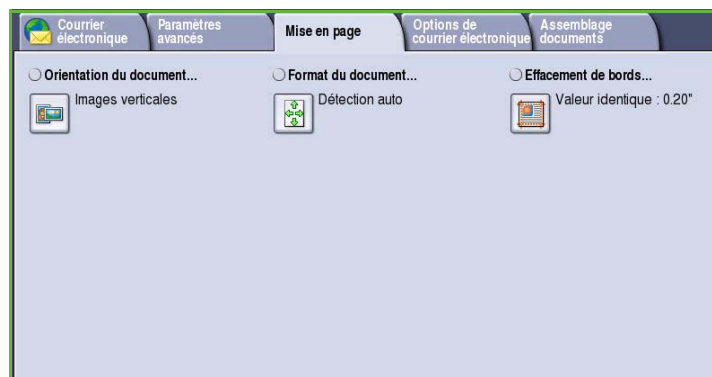 Courrier électronique
Paramètres avancés
Mise en page
Options de courrier électronique
Assemblage documents
Orientation du document...
Images verticales
Format du document...
Détection auto
Effacement de bords...
Valeur identique : 0.20"